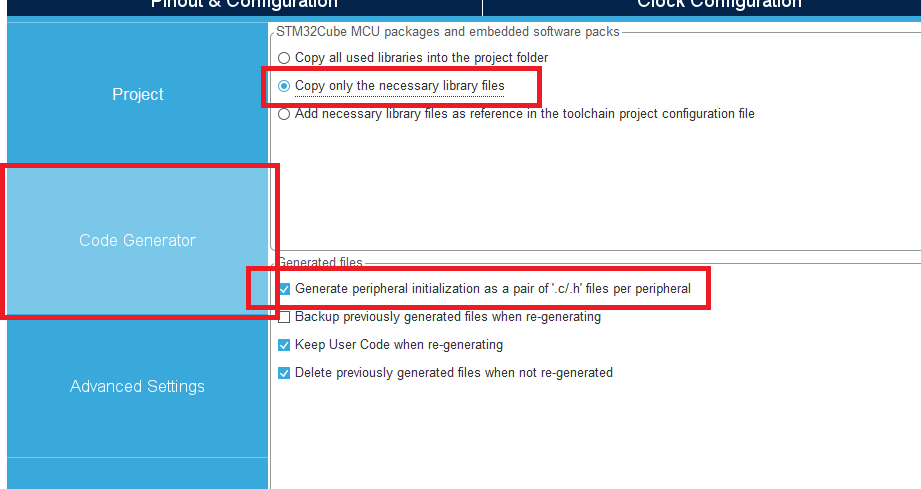 Pinout & Configuration
Clock Configuration
Project
Code Generator
Advanced Settings
STM32Cube MCU packages and embedded software packs
Copy all used libraries into the project folder
Copy only the necessary library files
Add necessary library files as reference in the toolchain project configuration file
Generated files
Generate peripheral initialization as a pair of '.c/.h' files per peripheral
Backup previously generated files when re-generating
Keep User Code when re-generating
Delete previously generated files when not re-generated